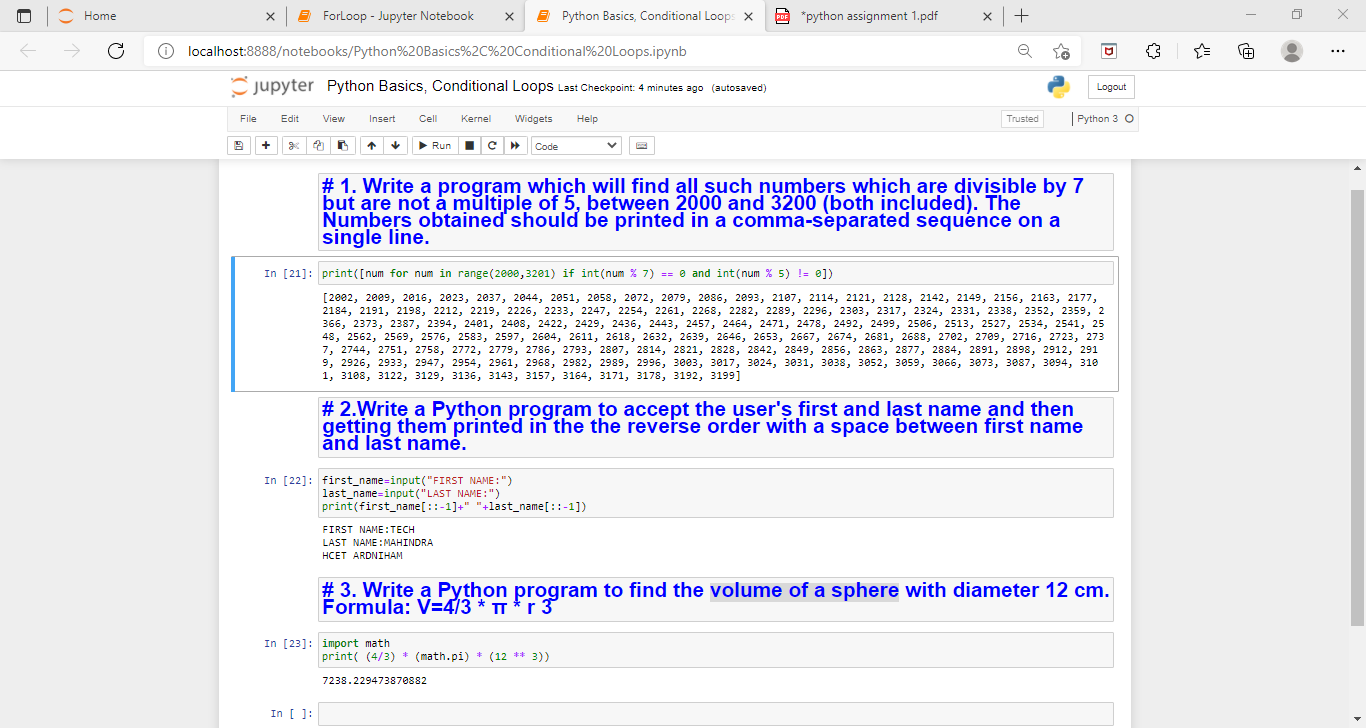 Home
ForLoop - Jupyter Notebook
Python Basics, Conditional Loops
*python assignment 1.pdf
localhost:8888/notebooks/Python%20Basics%2C%20Conditional%20Loops.ipynb
jupyter Python Basics, Conditional Loops Last Checkpoint: 4 minutes ago (autosaved)
Logout
File Edit View Insert Cell Kernel Widgets Help
Trusted
Python 3
Run
Code
# 1. Write a program which will find all such numbers which are divisible by 7
but are not a multiple of 5, between 2000 and 3200 (both included). The
Numbers obtained should be printed in a comma-separated sequence on a
single line.
In [21]: print([num for num in range(2000,3201) if int(num % 7) == 0 and int(num % 5) != 0])
[2002, 2009, 2016, 2023, 2037, 2044, 2051, 2058, 2072, 2079, 2086, 2093, 2107, 2114, 2121, 2128, 2142, 2149, 2156, 2163, 2177,
2184, 2191, 2198, 2212, 2219, 2226, 2233, 2247, 2254, 2261, 2268, 2282, 2289, 2296, 2303, 2317, 2324, 2331, 2338, 2352, 2359, 2
366, 2373, 2387, 2394, 2401, 2408, 2422, 2429, 2436, 2443, 2457, 2464, 2471, 2478, 2492, 2499, 2506, 2513, 2527, 2534, 2541, 25
48, 2562, 2569, 2576, 2583, 2597, 2604, 2611, 2618, 2632, 2639, 2646, 2653, 2667, 2674, 2681, 2688, 2702, 2709, 2716, 2723, 273
7, 2744, 2751, 2758, 2772, 2779, 2786, 2793, 2807, 2814, 2821, 2828, 2842, 2849, 2856, 2863, 2877, 2884, 2891, 2898, 2912, 291
9, 2926, 2933, 2947, 2954, 2961, 2968, 2982, 2989, 2996, 3003, 3017, 3024, 3031, 3038, 3052, 3059, 3066, 3073, 3087, 3094, 310
1, 3108, 3122, 3129, 3136, 3143, 3157, 3164, 3171, 3178, 3192, 3199]
# 2.Write a Python program to accept the user's first and last name and then
getting them printed in the the reverse order with a space between first name
and last name.
In [22]: first_name=input("FIRST NAME:")
last_name=input("LAST NAME:")
print(first_name[::-1]+" "+last_name[::-1])
FIRST NAME:TECH
LAST NAME:MAHINDRA
HCET ARDNIHAM
# 3. Write a Python program to find the volume of a sphere with diameter 12 cm.
Formula: V=4/3 * π * r 3
In [23]: import math
print( (4/3) * (math.pi) * (12 ** 3))
7238.229473870882
In [ ]: